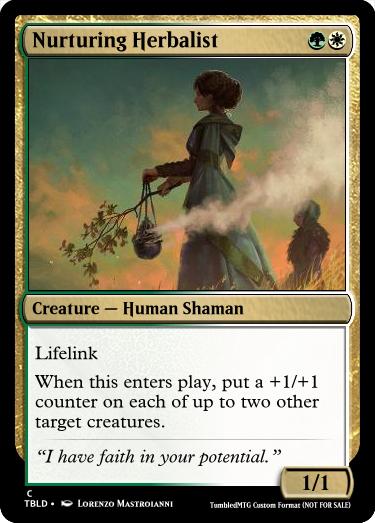 Nurturing Herbalist
Creature — Human Shaman
Lifelink
When this enters play, put a +1/+1
counter on each of up to two other
target creatures.
“I have faith in your potential.”
1/1
C
TBLD • Lorenzo Mastroianni
TumbledMTG Custom Format (NOT FOR SALE)